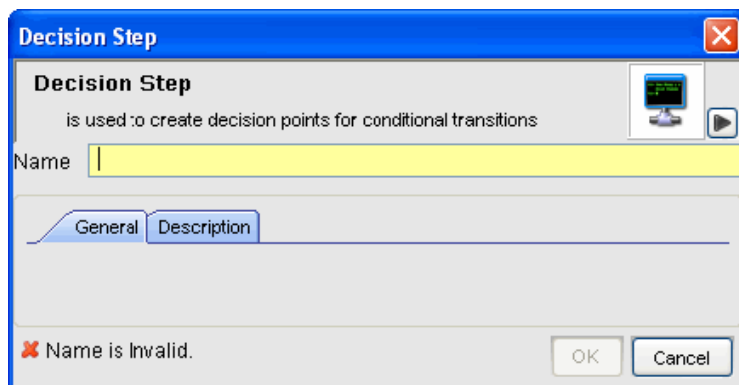 Decision Step
Decision Step
is used to create decision points for conditional transitions
Name
General Description
Name is Invalid.
OK Cancel